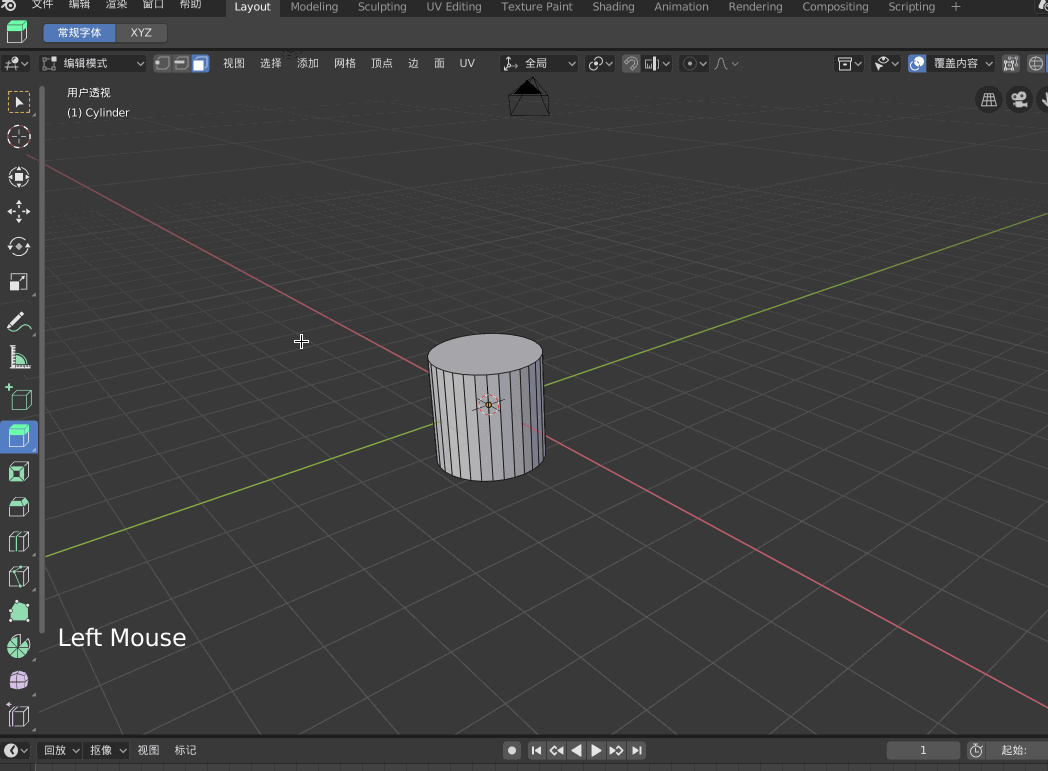 文件 编辑 渲染 窗口 帮助 Layout Modeling Sculpting UV Editing Texture Paint Shading Animation Rendering Compositing Scripting +
常规字体 XYZ
编辑模式 视图 选择 添加 网格 顶点 边 面 UV 全局 覆盖内容
用户透视
(1) Cylinder
Left Mouse
回放 抠像 视图 标记 1 起始: